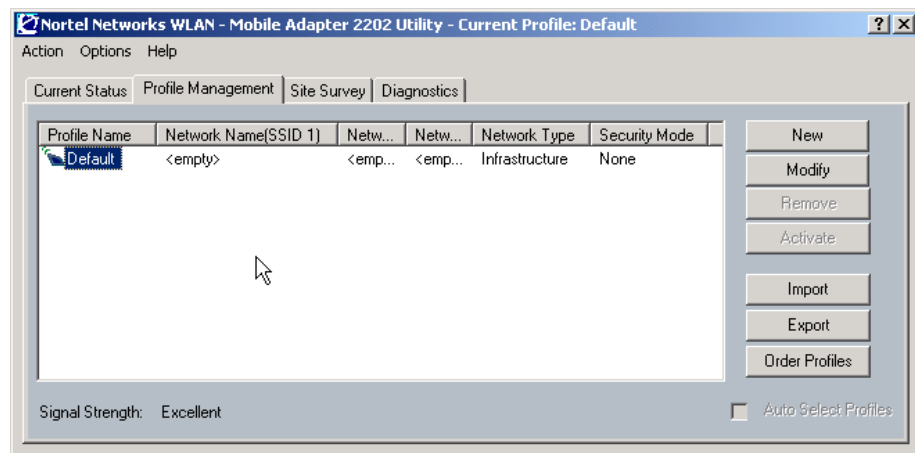 Nortel Networks WLAN - Mobile Adapter 2202 Utility - Current Profile: Default
Action Options Help
Current Status Profile Management Site Survey Diagnostics
Profile Name Network Name(SSID 1) Netw... Netw... Network Type Security Mode
Default <empty> <emp... <emp... Infrastructure None
New
Modify
Remove
Activate
Import
Export
Order Profiles
Signal Strength: Excellent
Auto Select Profiles